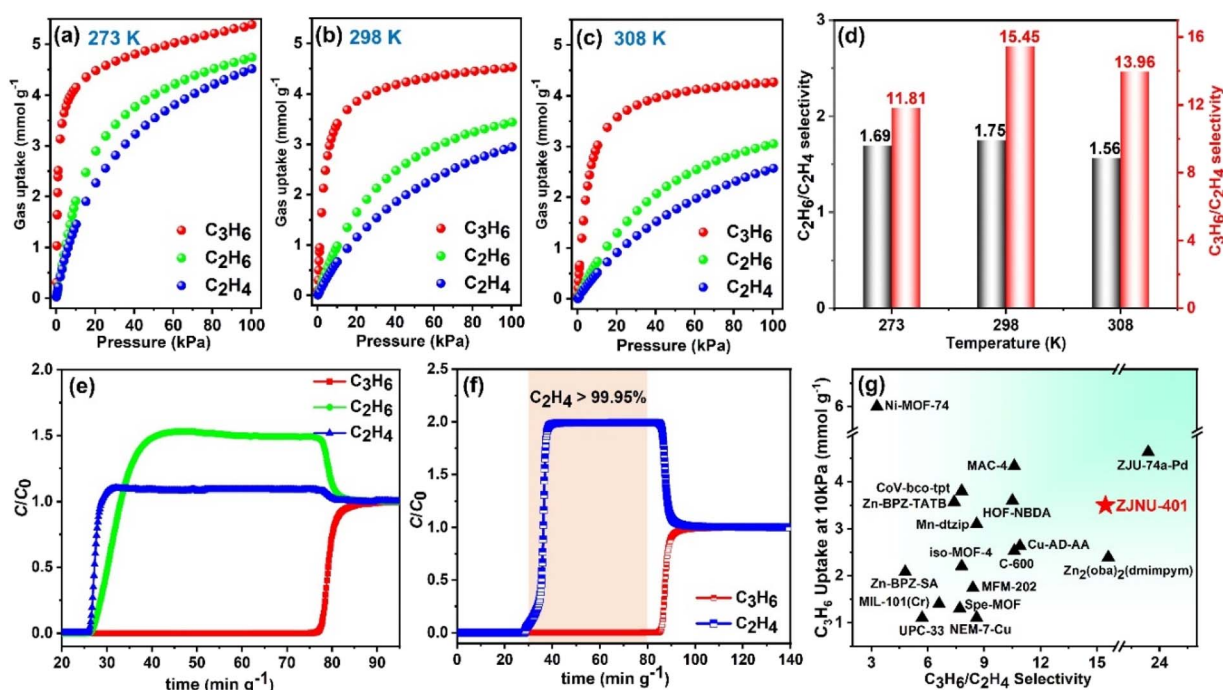 (a) 273 K
Gas uptake (mmol g⁻¹)
5
4
3
2
1
0
C₃H₆
C₂H₆
C₂H₄
0 20 40 60 80 100
Pressure (kPa)
(b) 298 K
Gas uptake (mmol g⁻¹)
5
4
3
2
1
0
C₃H₆
C₂H₆
C₂H₄
0 20 40 60 80 100
Pressure (kPa)
(c) 308 K
Gas uptake (mmol g⁻¹)
5
4
3
2
1
0
C₃H₆
C₂H₆
C₂H₄
0 20 40 60 80 100
Pressure (kPa)
(d)
C₂H₆/C₂H₄ selectivity
3
2
1
0
1.69 11.81
1.75 15.45
1.56 13.96
273 298 308
Temperature (K)
16
12
8
4
0
C₃H₆/C₂H₄ selectivity
(e)
C/C₀
2.0
1.5
1.0
0.5
0.0
C₃H₆
C₂H₆
C₂H₄
20 30 40 50 60 70 80 90
time (min g⁻¹)
(f)
C₂H₄ > 99.95%
C/C₀
2.5
2.0
1.5
1.0
0.5
0.0
C₃H₆
C₂H₄
0 20 40 60 80 100 120 140
time (min g⁻¹)
(g)
C₃H₆ Uptake at 10kPa (mmol g⁻¹)
6
5
4
3
2
1
Ni-MOF-74
MAC-4
ZJU-74a-Pd
CoV-bco-tpt
Zn-BPZ-TATB
HOF-NBDA
ZJNU-401
Mn-dtzip
Cu-AD-AA
iso-MOF-4
C-600
Zn₂(oba)₂(dmimpym)
Zn-BPZ-SA
MFM-202
MIL-101(Cr)
Spe-MOF
UPC-33
NEM-7-Cu
3 6 9 12 15 24
C₃H₆/C₂H₄ Selectivity